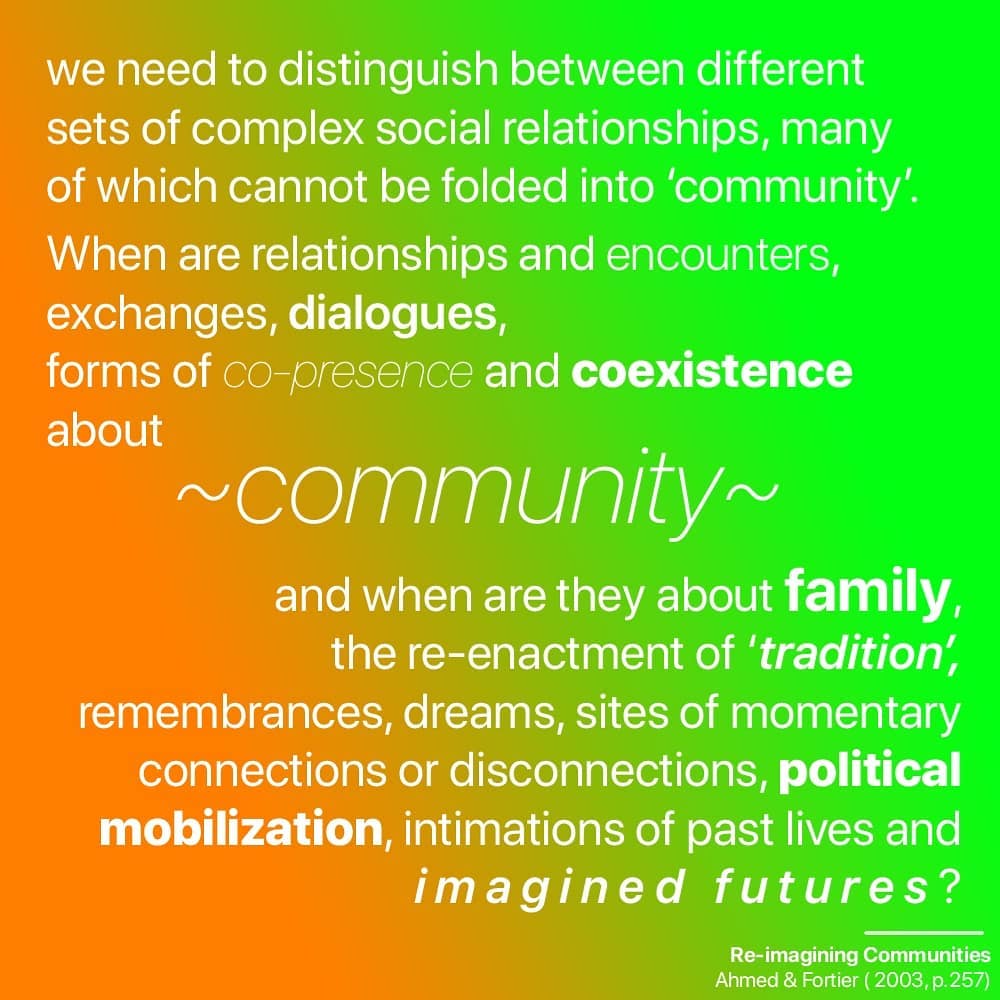 we need to distinguish between different
sets of complex social relationships, many
of which cannot be folded into ‘community’.
When are relationships and encounters,
exchanges, dialogues,
forms of co-presence and coexistence
about
~community~
and when are they about family,
the re-enactment of ‘tradition’,
remembrances, dreams, sites of momentary
connections or disconnections, political
mobilization, intimations of past lives and
imagined futures?
Re-imagining Communities
Ahmed & Fortier ( 2003, p.257)